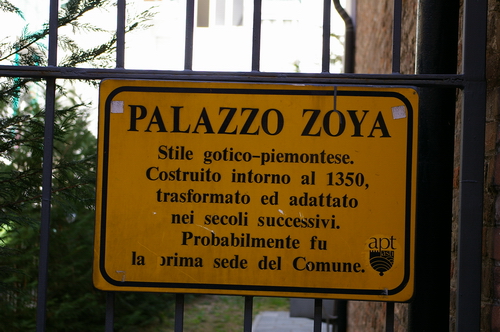 PALAZZO ZOYA
Stile gotico-piemontese.
Costruito intorno al 1350,
trasformato ed adattato
nei secoli successivi.
Probabilmente fu
la prima sede del Comune.
apt